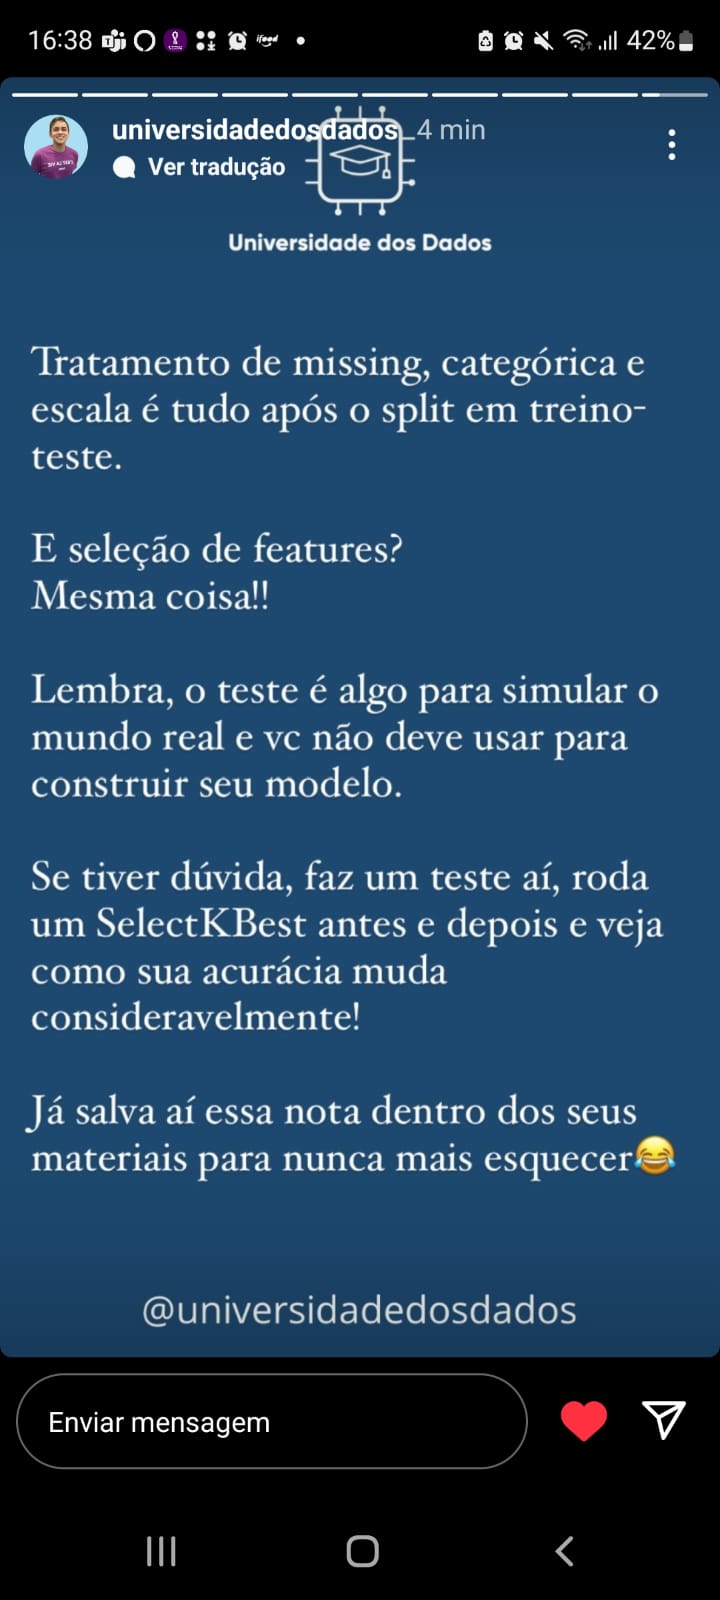 16:38
ifood
42%
universidadedosdados 4 min
Ver tradução
Universidade dos Dados
Tratamento de missing, categórica e
escala é tudo após o split em treino-
teste.
E seleção de features?
Mesma coisa!!
Lembra, o teste é algo para simular o
mundo real e vc não deve usar para
construir seu modelo.
Se tiver dúvida, faz um teste aí, roda
um SelectKBest antes e depois e veja
como sua acurácia muda
consideravelmente!
Já salva aí essa nota dentro dos seus
materiais para nunca mais esquecer😂
@universidadedosdados
Enviar mensagem